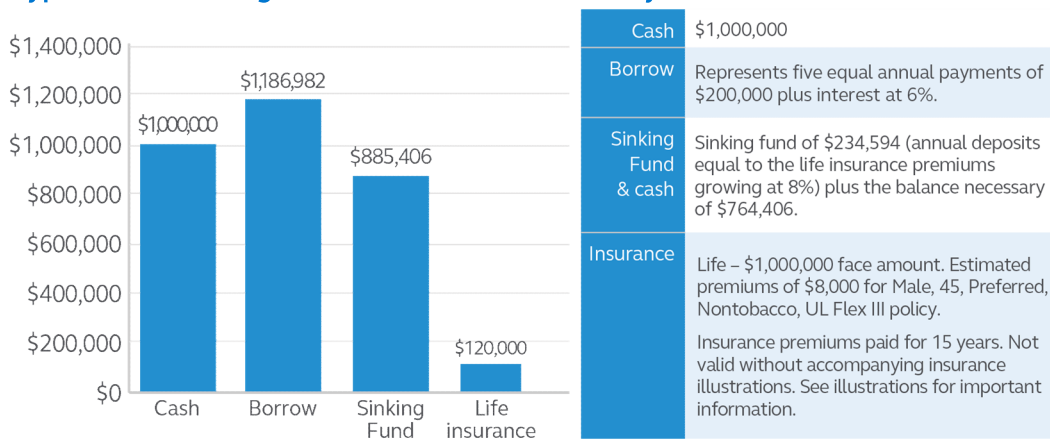 $1,400,000
$1,200,000
$1,000,000
$800,000
$600,000
$400,000
$200,000
$0
$1,000,000
$1,186,982
$885,406
$120,000
Cash
Borrow
Sinking
Fund
Life
insurance
Cash
$1,000,000
Borrow
Represents five equal annual payments of
$200,000 plus interest at 6%.
Sinking
Fund
& cash
Sinking fund of $234,594 (annual deposits
equal to the life insurance premiums
growing at 8%) plus the balance necessary
of $764,406.
Insurance
Life – $1,000,000 face amount. Estimated
premiums of $8,000 for Male, 45, Preferred,
Nontobacco, UL Flex III policy.
Insurance premiums paid for 15 years. Not
valid without accompanying insurance
illustrations. See illustrations for important
information.